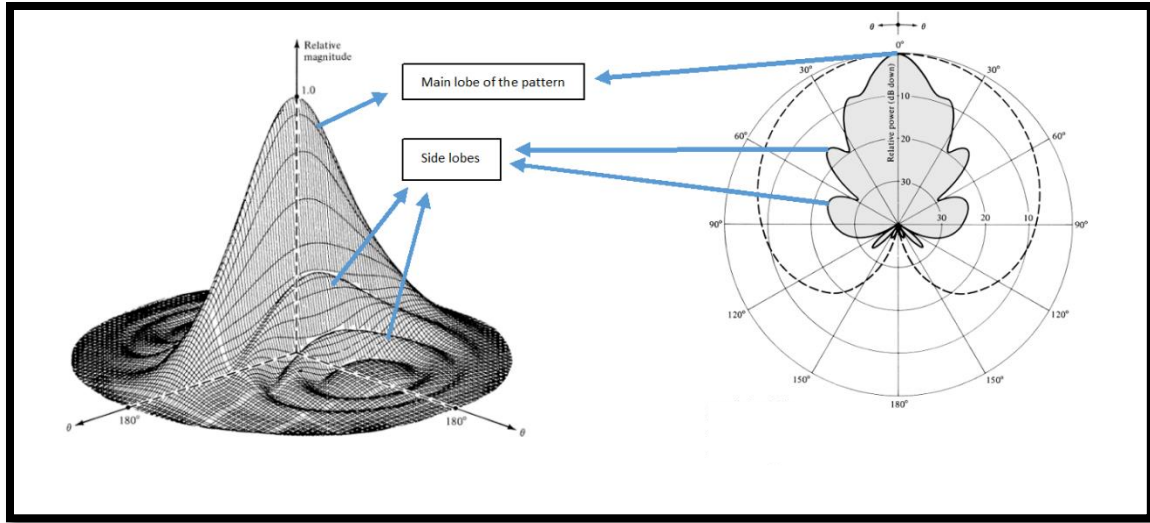 Relative
magnitude
1.0
θ
180°
180°
θ
Main lobe of the pattern
Side lobes
θ θ
0°
30°
30°
60°
60°
90°
90°
120°
120°
150°
150°
180°
Relative power (dB down)
10
20
30
30
20
10